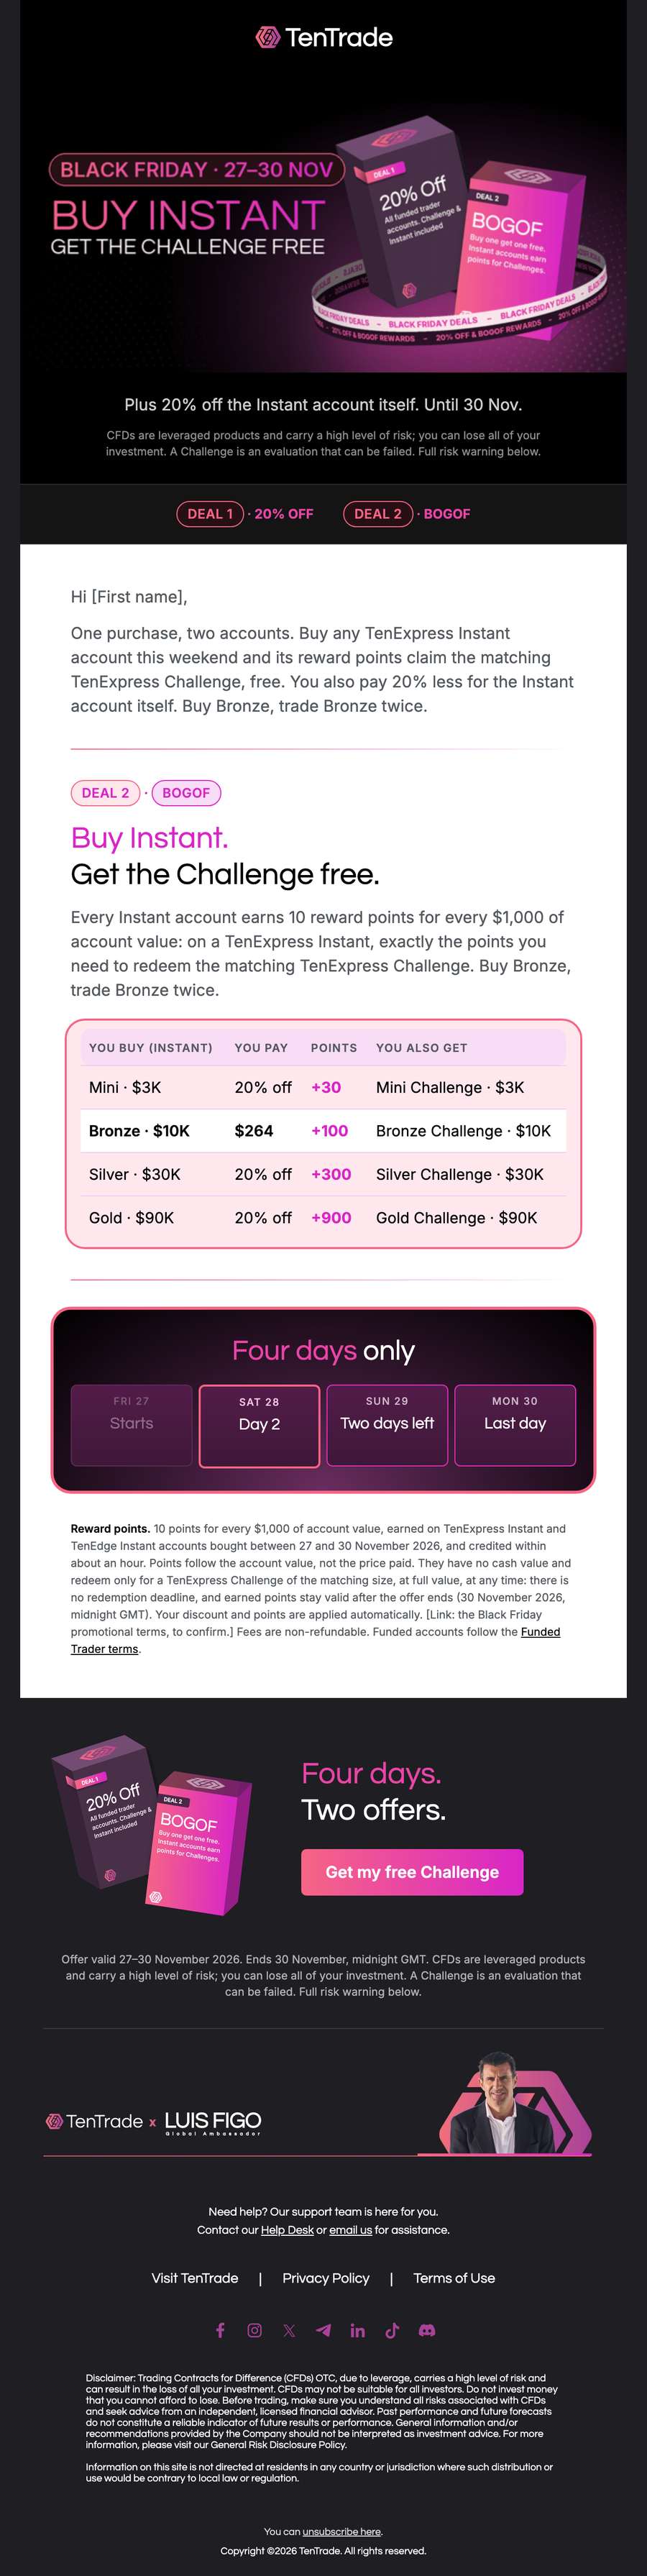 TenTrade
BLACK FRIDAY · 27–30 NOV
BUY INSTANT
GET THE CHALLENGE FREE
DEAL 1
20% Off
All funded trader
accounts. Challenge &
Instant included
DEAL 2
BOGOF
Buy one get one free.
Instant accounts earn
points for Challenges.
BLACK FRIDAY DEALS – BLACK FRIDAY DEALS
20% OFF & BOGOF REWARDS
Plus 20% off the Instant account itself. Until 30 Nov.
CFDs are leveraged products and carry a high level of risk; you can lose all of your
investment. A Challenge is an evaluation that can be failed. Full risk warning below.
DEAL 1 · 20% OFF DEAL 2 · BOGOF
Hi [First name],
One purchase, two accounts. Buy any TenExpress Instant
account this weekend and its reward points claim the matching
TenExpress Challenge, free. You also pay 20% less for the Instant
account itself. Buy Bronze, trade Bronze twice.
DEAL 2 · BOGOF
Buy Instant.
Get the Challenge free.
Every Instant account earns 10 reward points for every $1,000 of
account value: on a TenExpress Instant, exactly the points you
need to redeem the matching TenExpress Challenge. Buy Bronze,
trade Bronze twice.
YOU BUY (INSTANT) YOU PAY POINTS YOU ALSO GET
Mini · $3K 20% off +30 Mini Challenge · $3K
Bronze · $10K $264 +100 Bronze Challenge · $10K
Silver · $30K 20% off +300 Silver Challenge · $30K
Gold · $90K 20% off +900 Gold Challenge · $90K
Four days only
FRI 27 SAT 28 SUN 29 MON 30
Starts Day 2 Two days left Last day
Reward points. 10 points for every $1,000 of account value, earned on TenExpress Instant and
TenEdge Instant accounts bought between 27 and 30 November 2026, and credited within
about an hour. Points follow the account value, not the price paid. They have no cash value and
redeem only for a TenExpress Challenge of the matching size, at full value, at any time: there is
no redemption deadline, and earned points stay valid after the offer ends (30 November 2026,
midnight GMT). Your discount and points are applied automatically. [Link: the Black Friday
promotional terms, to confirm.] Fees are non-refundable. Funded accounts follow the Funded
Trader terms.
DEAL 1
20% Off
All funded trader
accounts. Challenge &
Instant included
DEAL 2
BOGOF
Buy one get one free.
Instant accounts earn
points for Challenges.
Four days.
Two offers.
Get my free Challenge
Offer valid 27–30 November 2026. Ends 30 November, midnight GMT. CFDs are leveraged products
and carry a high level of risk; you can lose all of your investment. A Challenge is an evaluation that
can be failed. Full risk warning below.
TenTrade x LUIS FIGO
Global Ambassador
Need help? Our support team is here for you.
Contact our Help Desk or email us for assistance.
Visit TenTrade | Privacy Policy | Terms of Use
Disclaimer: Trading Contracts for Difference (CFDs) OTC, due to leverage, carries a high level of risk and
can result in the loss of all your investment. CFDs may not be suitable for all investors. Do not invest money
that you cannot afford to lose. Before trading, make sure you understand all risks associated with CFDs
and seek advice from an independent, licensed financial advisor. Past performance and future forecasts
do not constitute a reliable indicator of future results or performance. General information and/or
recommendations provided by the Company should not be interpreted as investment advice. For more
information, please visit our General Risk Disclosure Policy.
Information on this site is not directed at residents in any country or jurisdiction where such distribution or
use would be contrary to local law or regulation.
You can unsubscribe here.
Copyright ©2026 TenTrade. All rights reserved.